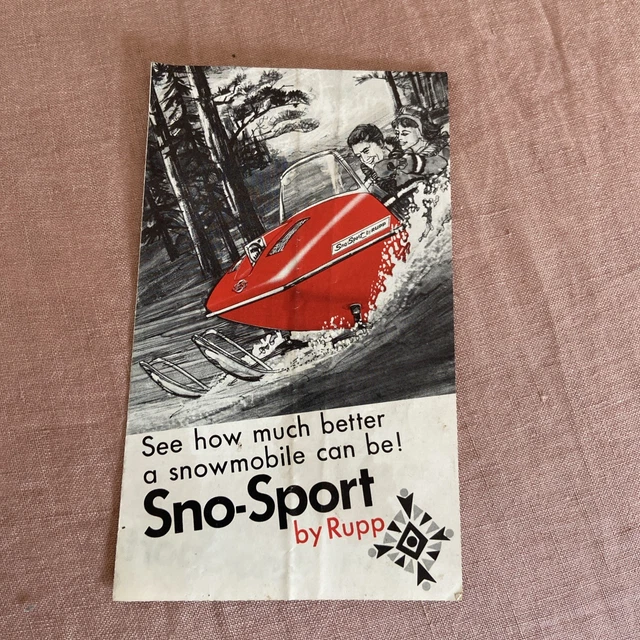 Sno-Sport by RUPP
See how much better
a snowmobile can be!
Sno-Sport
by Rupp